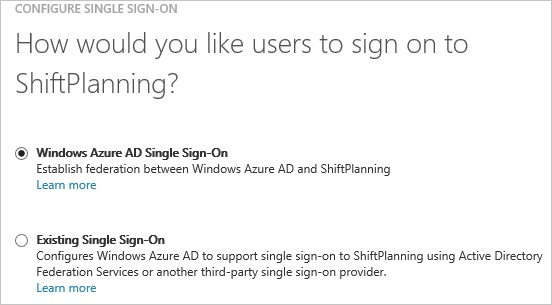 CONFIGURE SINGLE SIGN-ON
How would you like users to sign on to
ShiftPlanning?
Windows Azure AD Single Sign-On
Establish federation between Windows Azure AD and ShiftPlanning
Learn more
Existing Single Sign-On
Configures Windows Azure AD to support single sign-on to ShiftPlanning using Active Directory
Federation Services or another third-party single sign-on provider.
Learn more